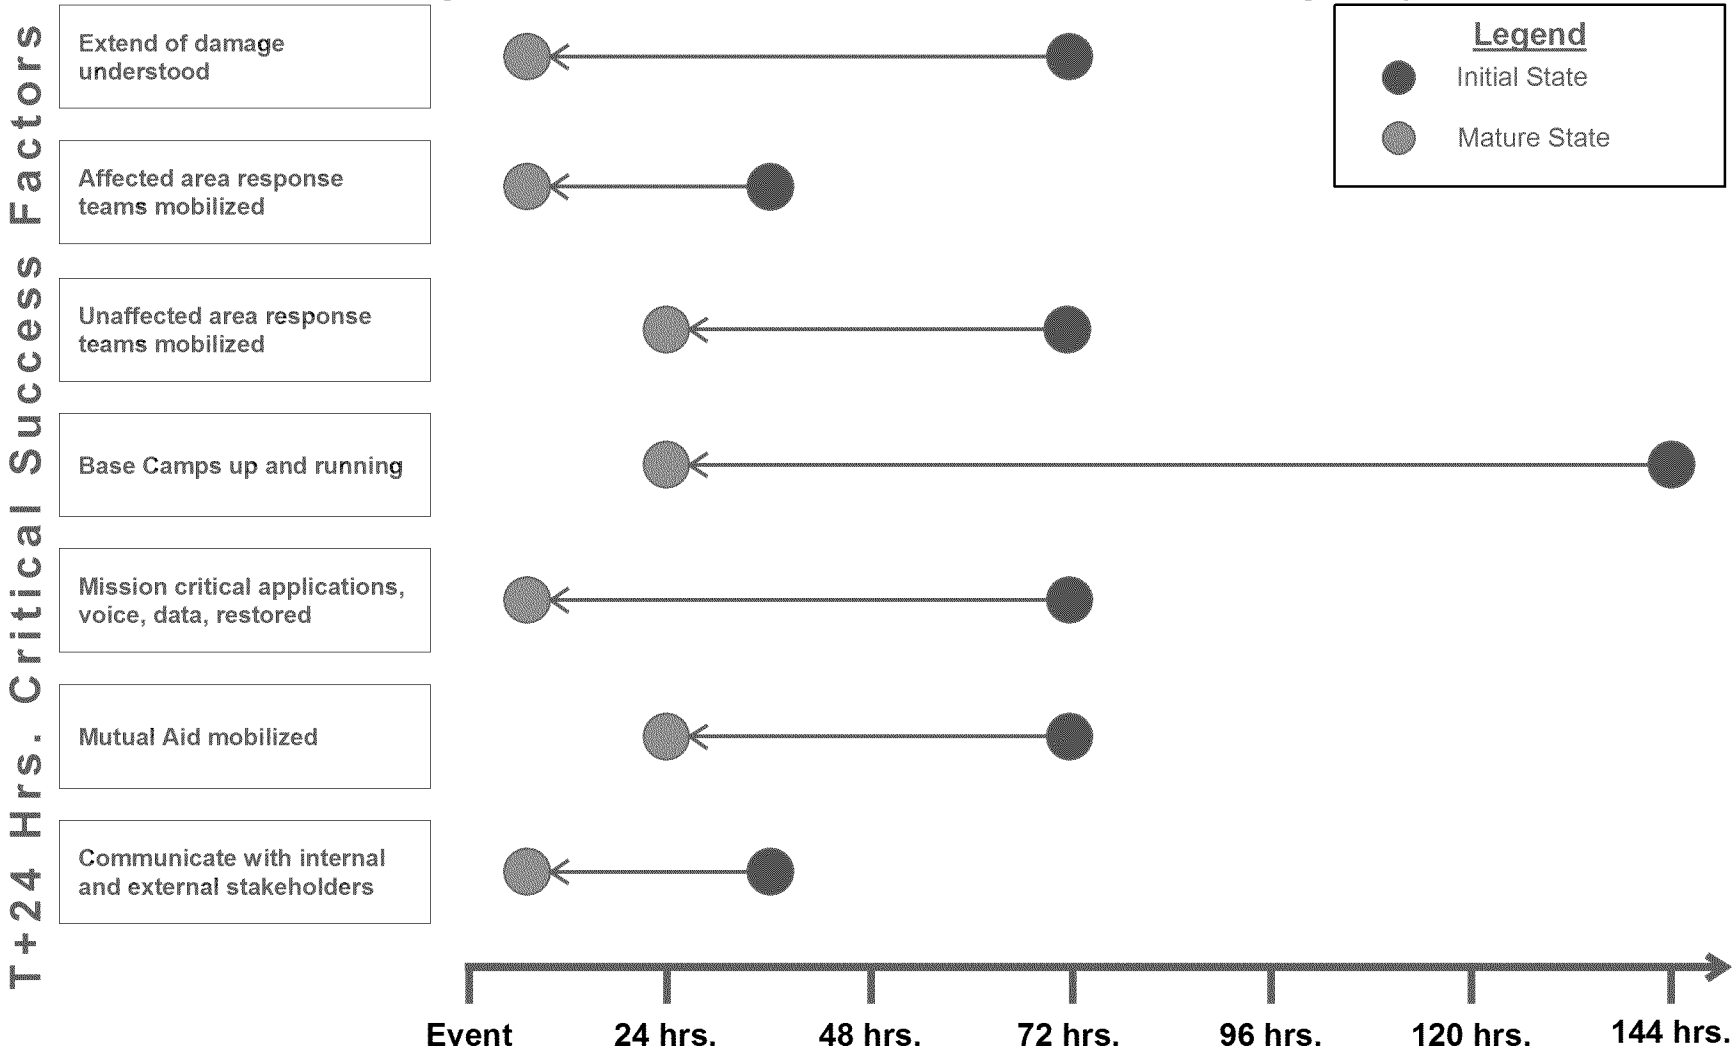 T+24 Hrs. Critical Success Factors
Extend of damage
understood
Affected area response
teams mobilized
Unaffected area response
teams mobilized
Base Camps up and running
Mission critical applications,
voice, data, restored
Mutual Aid mobilized
Communicate with internal
and external stakeholders
Legend
Initial State
Mature State
Event
24 hrs.
48 hrs.
72 hrs.
96 hrs.
120 hrs.
144 hrs.